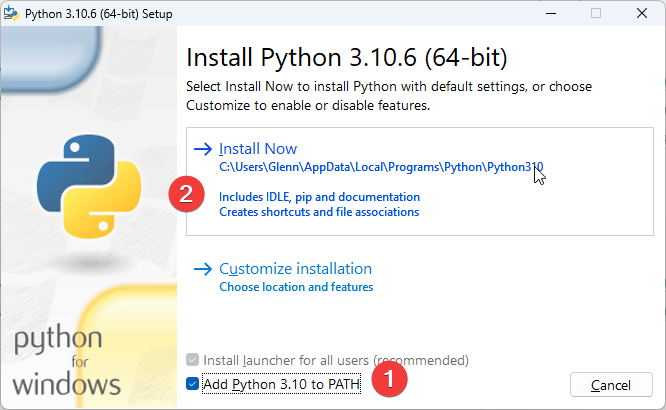 Python 3.10.6 (64-bit) Setup
Install Python 3.10.6 (64-bit)
Select Install Now to install Python with default settings, or choose
Customize to enable or disable features.
Install Now
C:\Users\Glenn\AppData\Local\Programs\Python\Python310
2
Includes IDLE, pip and documentation
Creates shortcuts and file associations
Customize installation
Choose location and features
python
for
windows
Install launcher for all users (recommended)
Add Python 3.10 to PATH
1
Cancel